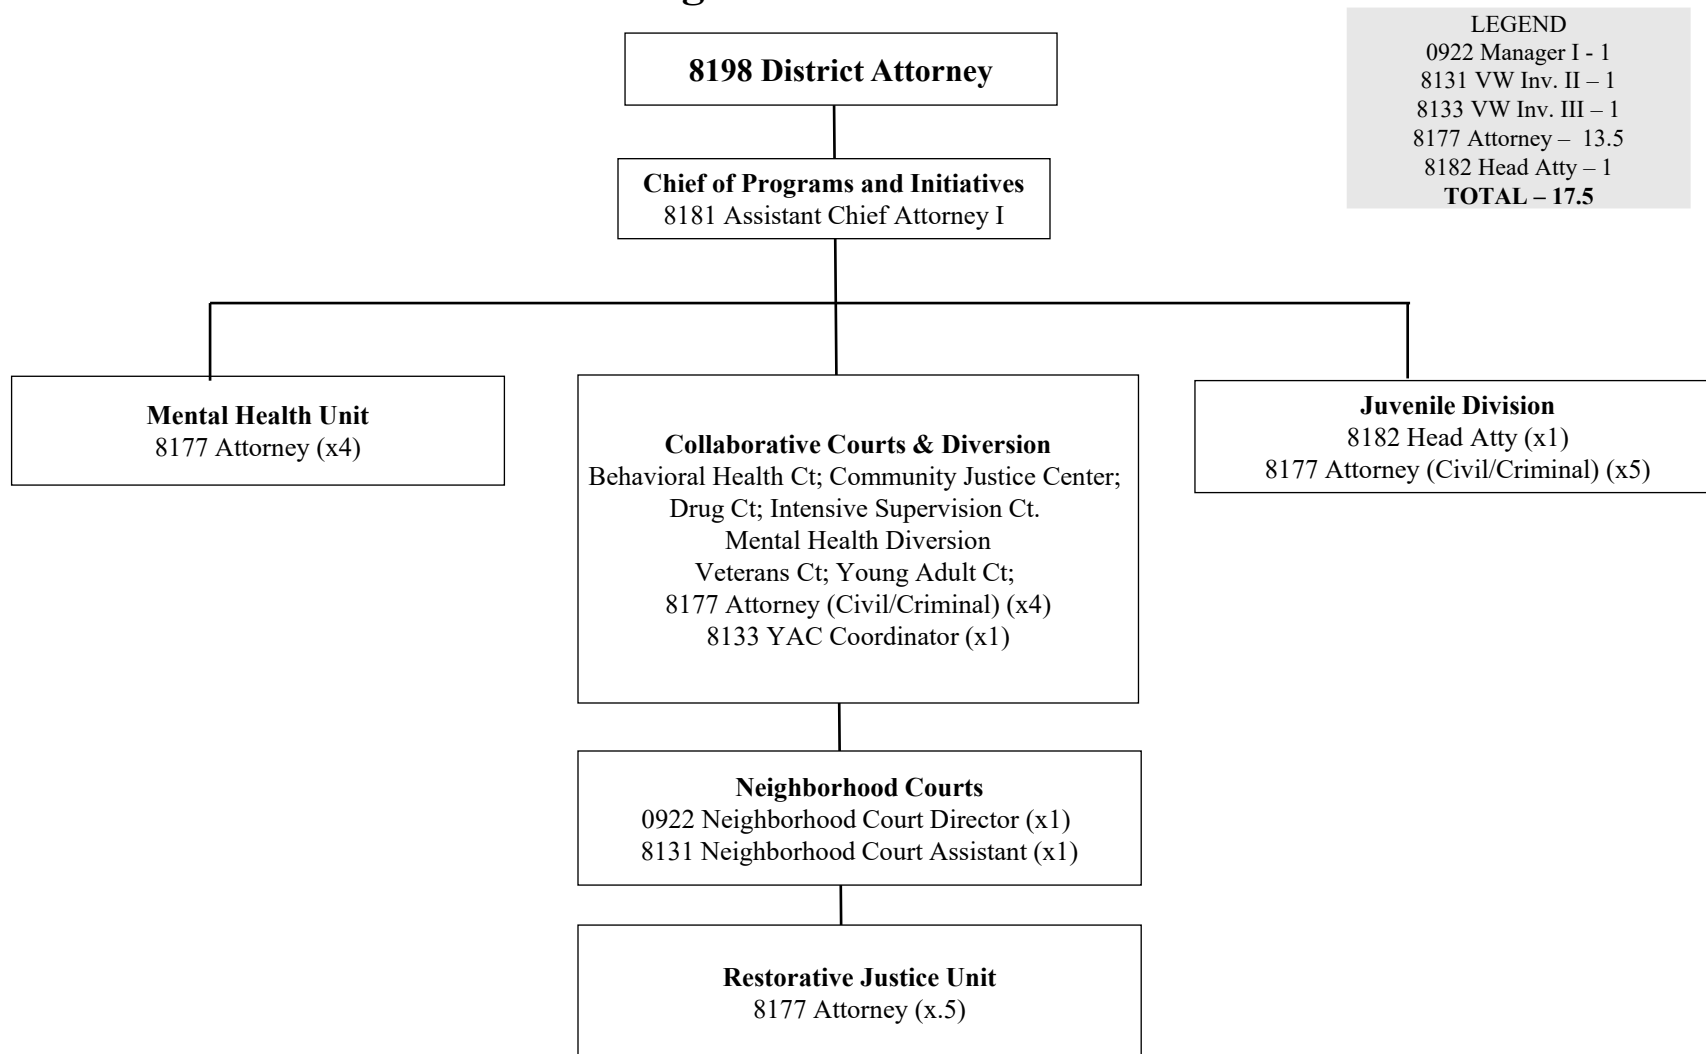 8198 District Attorney
LEGEND
0922 Manager I - 1
8131 VW Inv. II – 1
8133 VW Inv. III – 1
8177 Attorney –  13.5
8182 Head Atty – 1
TOTAL – 17.5
Chief of Programs and Initiatives
8181 Assistant Chief Attorney I
Mental Health Unit
8177 Attorney (x4)
Collaborative Courts & Diversion
Behavioral Health Ct; Community Justice Center;
Drug Ct; Intensive Supervision Ct.
Mental Health Diversion
Veterans Ct; Young Adult Ct;
8177 Attorney (Civil/Criminal) (x4)
8133 YAC Coordinator (x1)
Juvenile Division
8182 Head Atty (x1)
8177 Attorney (Civil/Criminal) (x5)
Neighborhood Courts
0922 Neighborhood Court Director (x1)
8131 Neighborhood Court Assistant (x1)
Restorative Justice Unit
8177 Attorney (x.5)